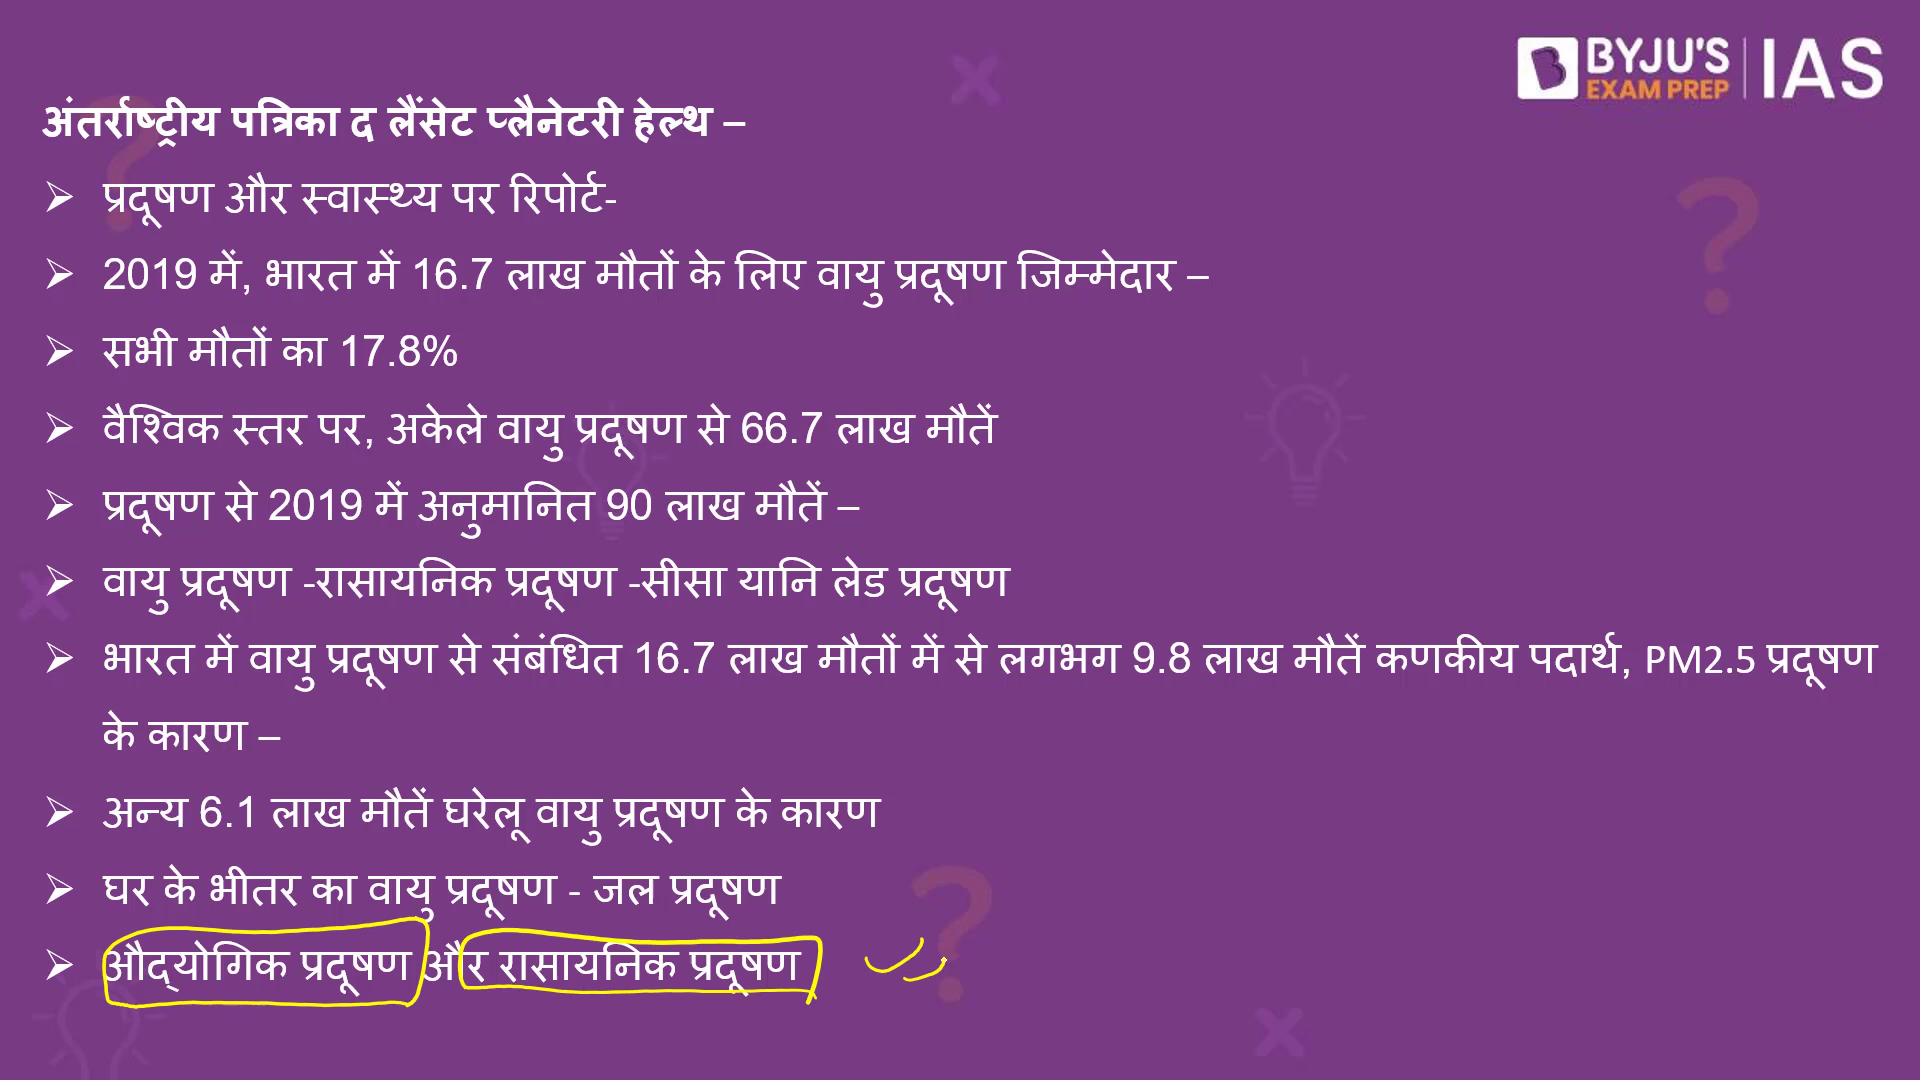 BYJU'S
EXAM PREP
IAS
अंतर्राष्ट्रीय पत्रिका द लैंसेट प्लैनेटरी हेल्थ –
➢ प्रदूषण और स्वास्थ्य पर रिपोर्ट-
➢ 2019 में, भारत में 16.7 लाख मौतों के लिए वायु प्रदूषण जिम्मेदार –
➢ सभी मौतों का 17.8%
➢ वैश्विक स्तर पर, अकेले वायु प्रदूषण से 66.7 लाख मौतें
➢ प्रदूषण से 2019 में अनुमानित 90 लाख मौतें –
➢ वायु प्रदूषण -रासायनिक प्रदूषण -सीसा यानि लेड प्रदूषण
➢ भारत में वायु प्रदूषण से संबंधित 16.7 लाख मौतों में से लगभग 9.8 लाख मौतें कणकीय पदार्थ, PM2.5 प्रदूषण
के कारण –
➢ अन्य 6.1 लाख मौतें घरेलू वायु प्रदूषण के कारण
➢ घर के भीतर का वायु प्रदूषण - जल प्रदूषण
➢ औद्योगिक प्रदूषण और रासायनिक प्रदूषण